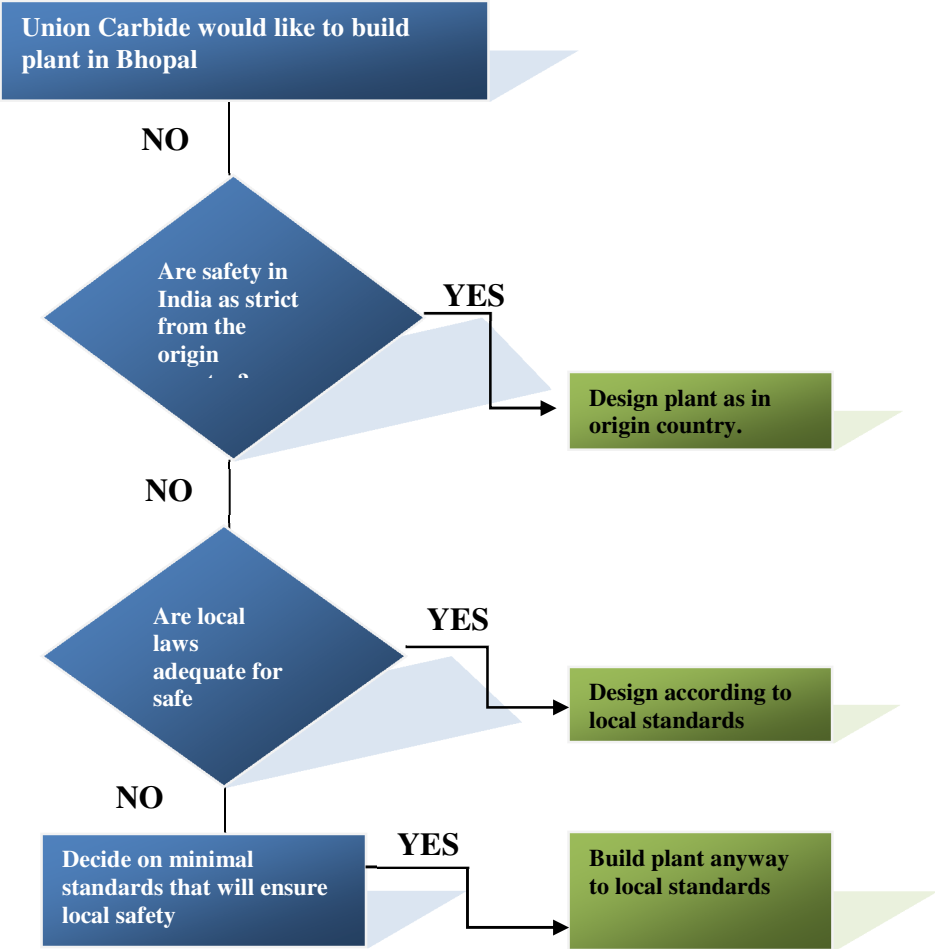 Union Carbide would like to build
plant in Bhopal
NO
Are safety in
India as strict
from the
origin
YES
Design plant as in
origin country.
NO
Are local
laws
adequate for
safe
YES
Design according to
local standards
NO
Decide on minimal
standards that will ensure
local safety
YES
Build plant anyway
to local standards